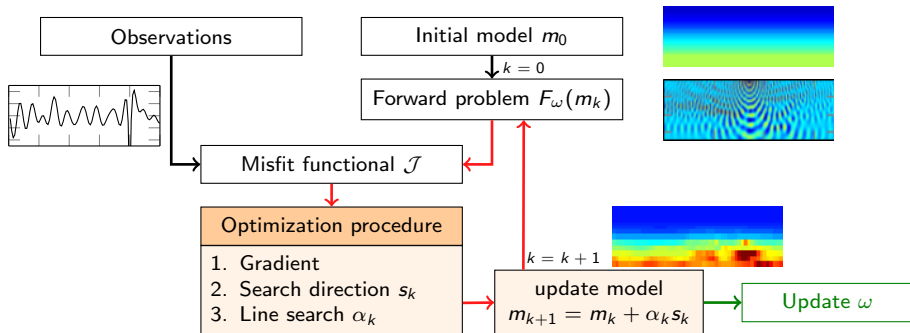 Observations
Initial model m₀
k = 0
Forward problem F_ω(m_k)
Misfit functional 𝒥
Optimization procedure
1. Gradient
2. Search direction s_k
3. Line search α_k
k = k + 1
update model
m_{k+1} = m_k + α_k s_k
Update ω